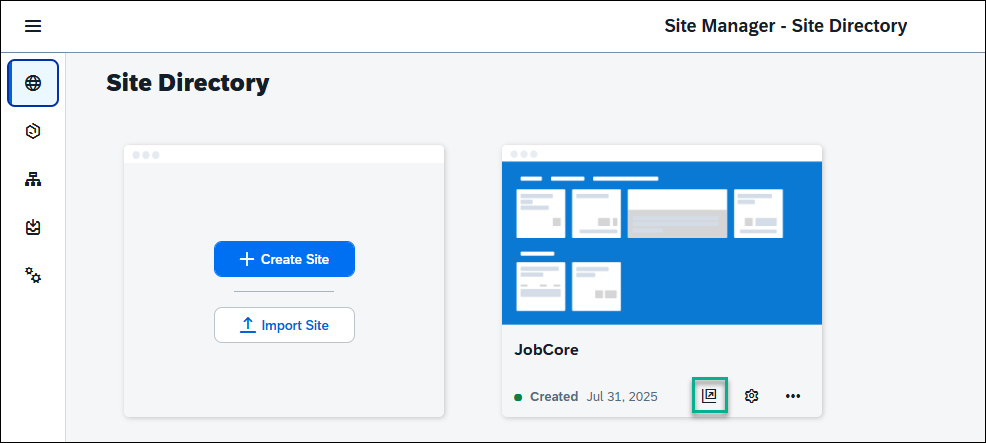 Site Manager - Site Directory
Site Directory
Create Site
Import Site
JobCore
Created Jul 31, 2025